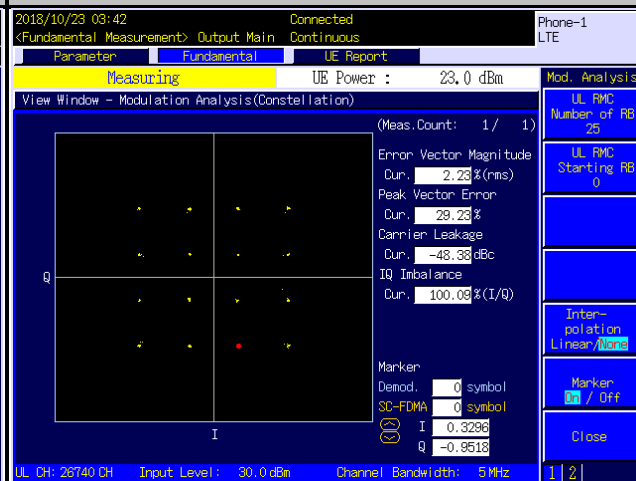 2018/10/23 03:42 Connected Phone-1
<Fundamental Measurement> Output Main Continuous LTE
Parameter Fundamental UE Report
Measuring UE Power : 23.0 dBm Mod. Analysis
View Window - Modulation Analysis(Constellation)
UL RMC
Number of RB
25
(Meas.Count: 1/ 1)
Error Vector Magnitude
Cur. 2.23 %(rms)
Peak Vector Error
Cur. 29.23 %
Carrier Leakage
Cur. -48.38 dBc
IQ Imbalance
Cur. 100.09 %(I/Q)
UL RMC
Starting RB
0
Q
I
Inter-
polation
Linear/None
Marker
Demod. 0 symbol
SC-FDMA 0 symbol
I 0.3296
Q -0.9518
Marker
On / Off
Close
UL CH: 26740 CH Input Level: 30.0 dBm Channel Bandwidth: 5 MHz 1 2